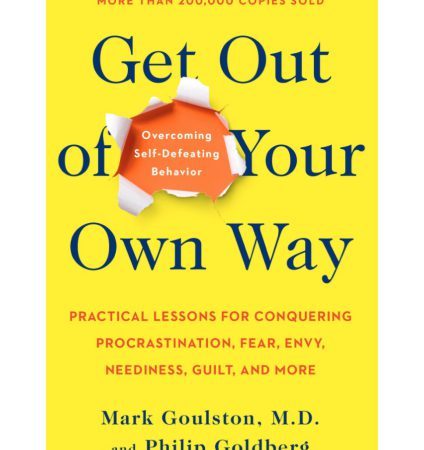 MORE THAN 200,000 COPIES SOLD
Get Out
of
Overcoming
Self-Defeating
Behavior
Your
Own Way
PRACTICAL LESSONS FOR CONQUERING
PROCRASTINATION, FEAR, ENVY,
NEEDINESS, GUILT, AND MORE
Mark Goulston, M.D.
and Philip Goldberg